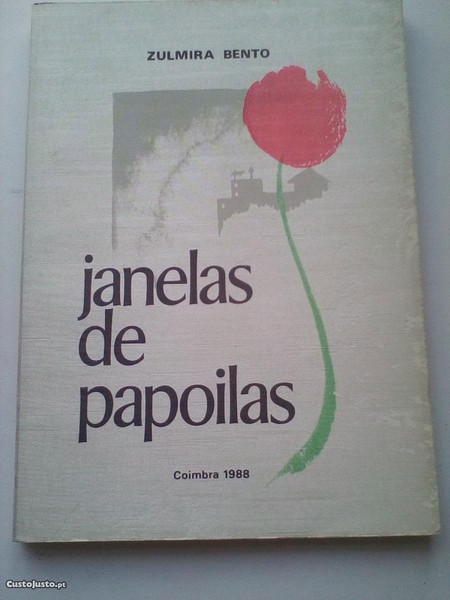 ZULMIRA BENTO
janelas
de
papoilas
Coimbra 1988
CustoJusto.pt